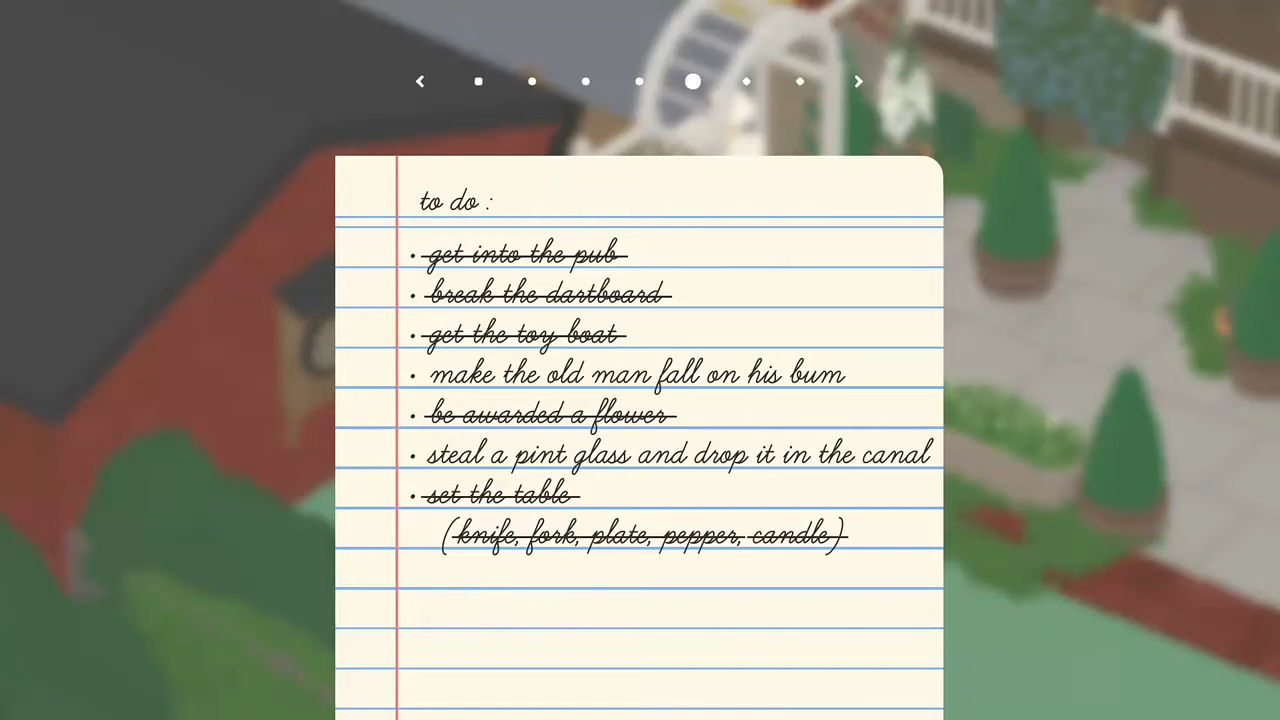 to do :
• get into the pub
• break the dartboard
• get the toy boat
• make the old man fall on his bum
• be awarded a flower
• steal a pint glass and drop it in the canal
• set the table
(knife, fork, plate, pepper, candle)